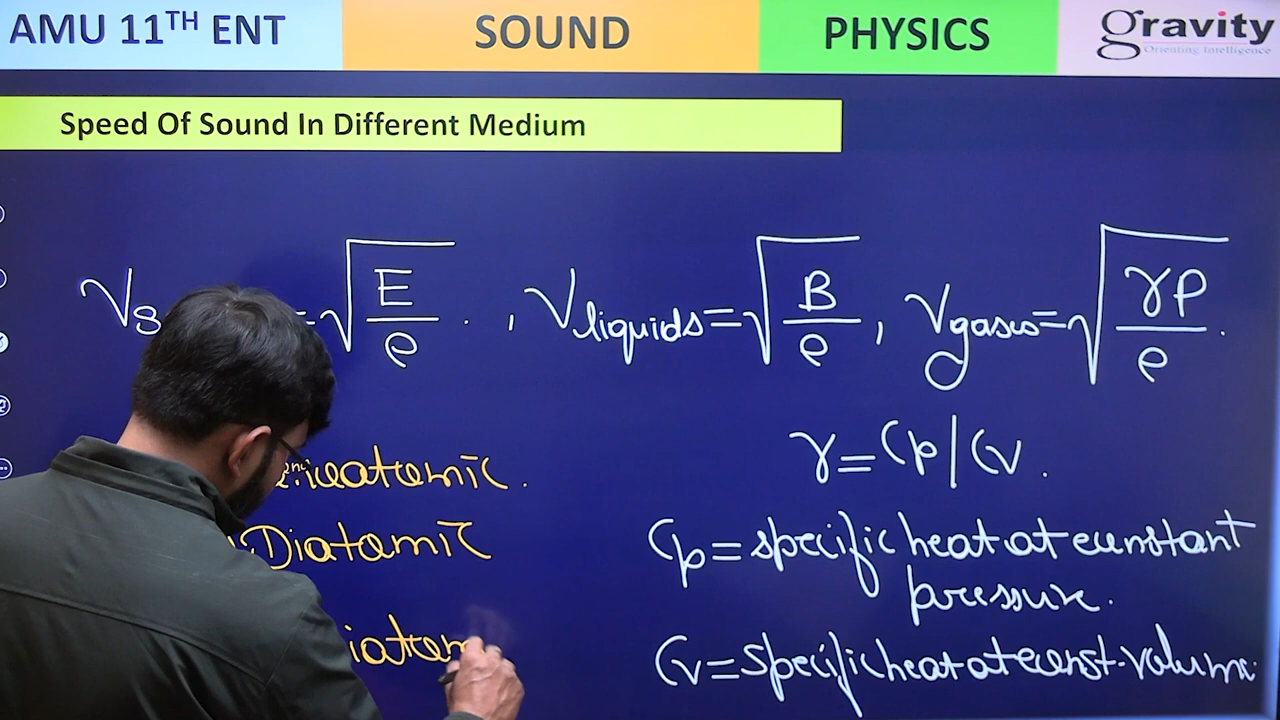 AMU 11TH ENT SOUND PHYSICS gravity
Orienting Intelligence
Speed Of Sound In Different Medium
Vs = √E/ρ . , Vliquids = √B/ρ , Vgases = √γP/ρ .
γ = Cp | Cv .
Diatomic
Cp = specific heat at constant
pressure.
iatom
Cv = specific heat at const. volume.